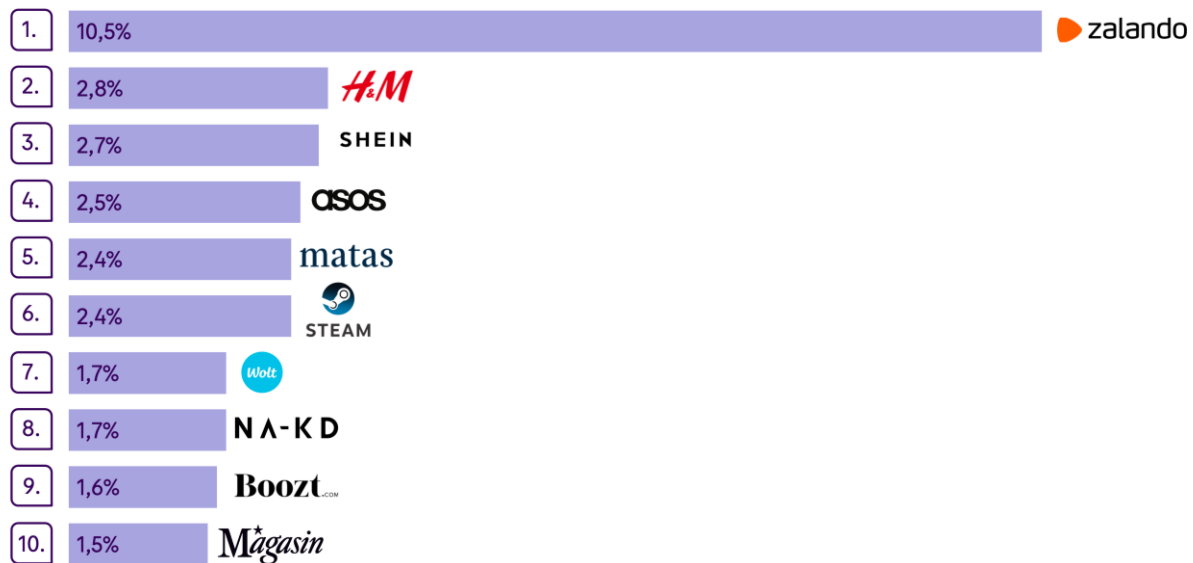 1. 10,5% zalando
2. 2,8% H&M
3. 2,7% SHEIN
4. 2,5% asos
5. 2,4% matas
6. 2,4% STEAM
7. 1,7% Wolt
8. 1,7% NA-KD
9. 1,6% Boozt.COM
10. 1,5% Magasin